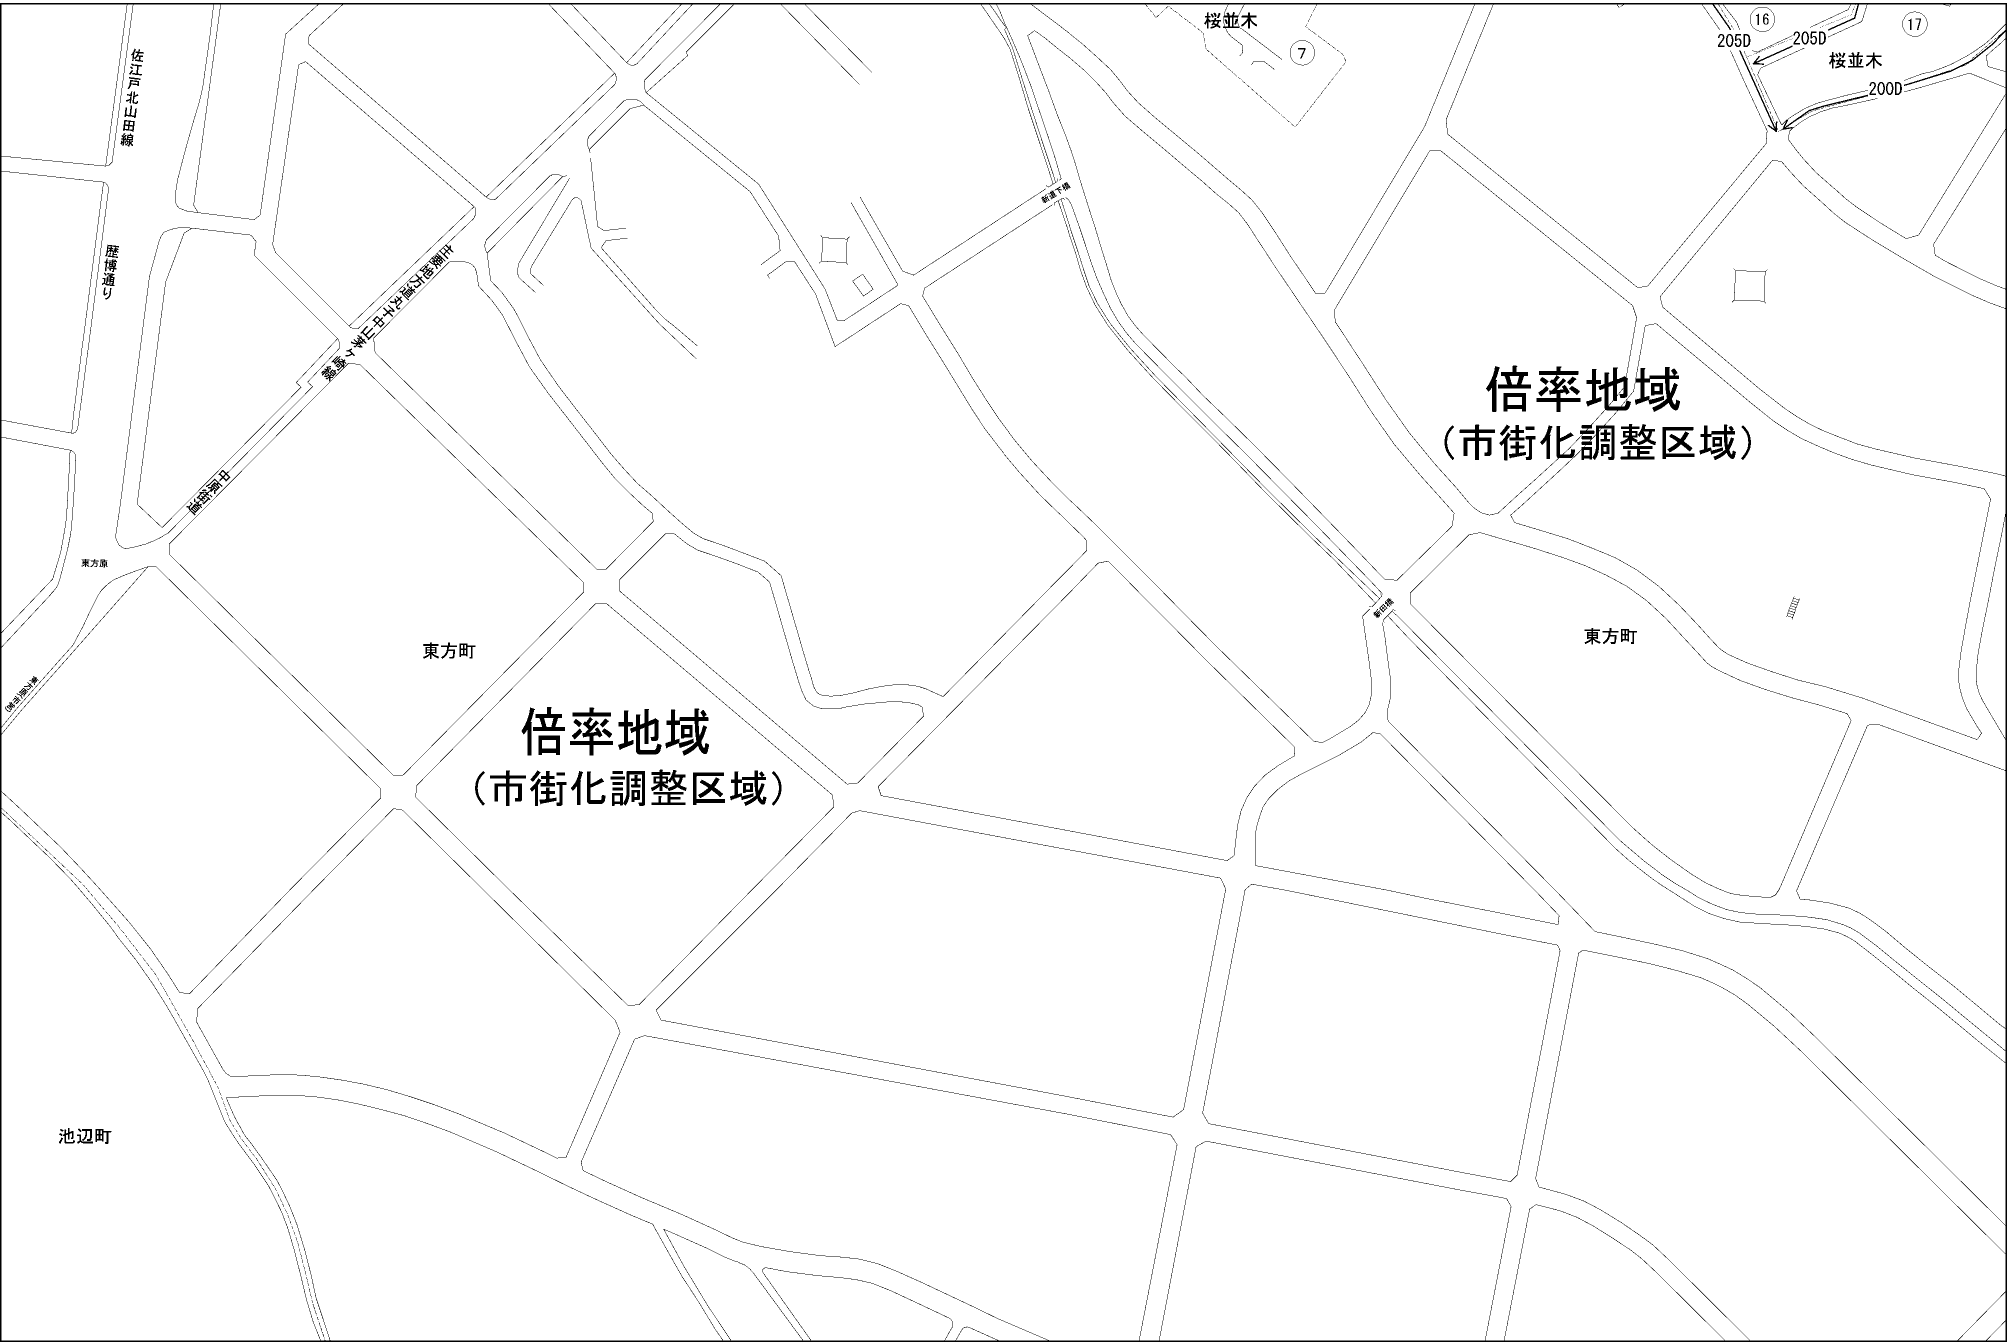 桜並木
7
16
17
205D
205D
桜並木
200D
佐江戸北山田線
新道下橋
歴博通り
主要地方道丸子中山茅ヶ崎線
倍率地域
(市街化調整区域)
中原街道
東方原
新田橋
東方町
東方町
倍率地域
(市街化調整区域)
池辺町